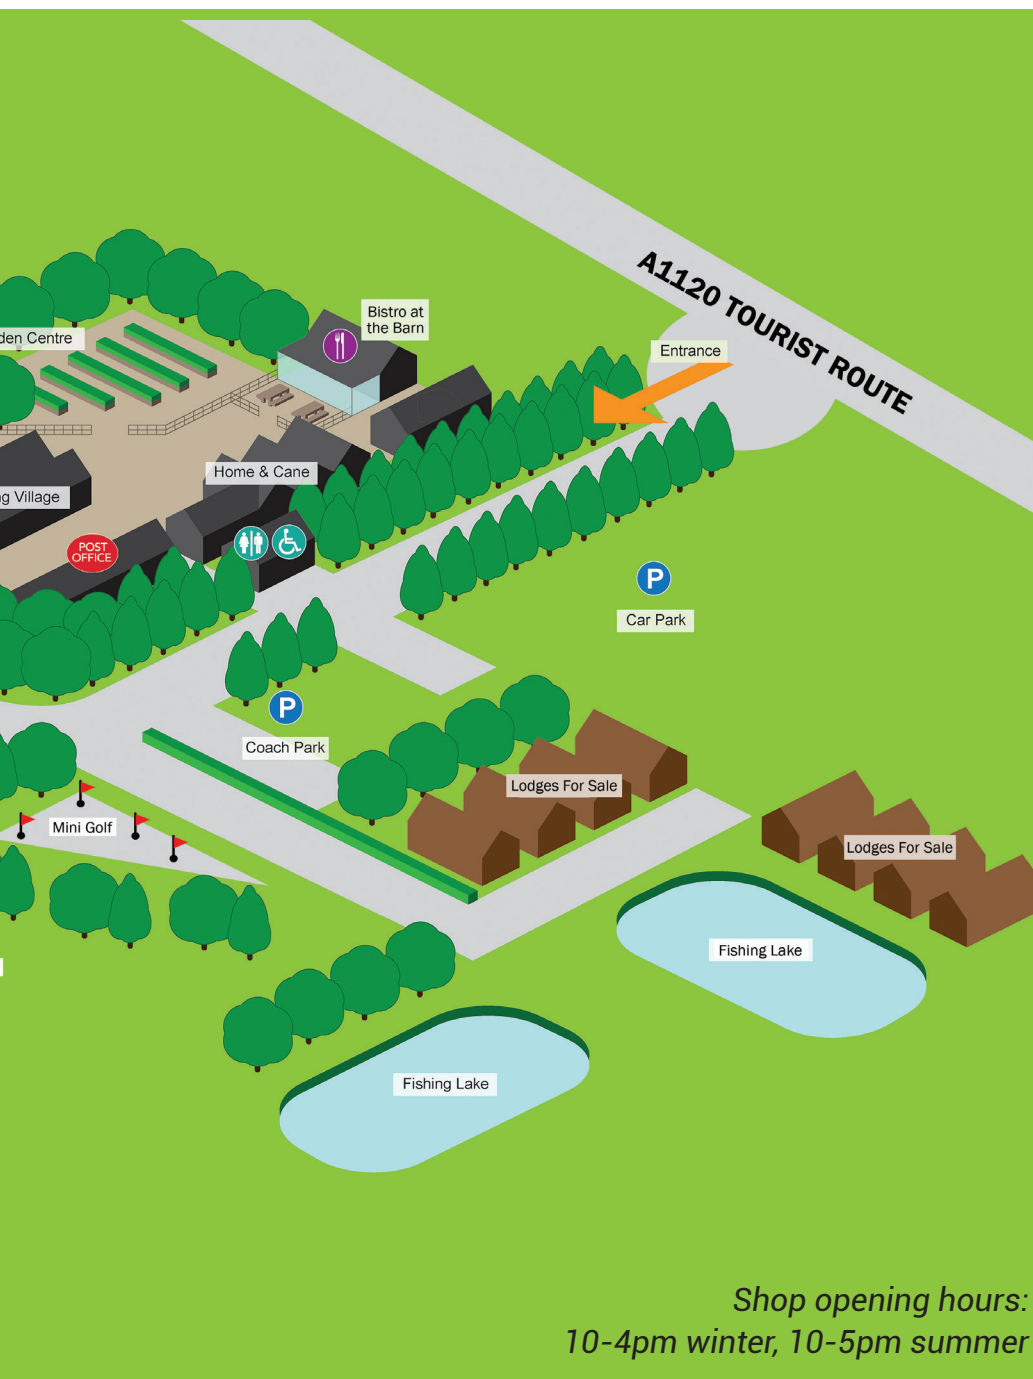 A1120 TOURIST ROUTE
Bistro at
the Barn
den Centre
Entrance
Home & Cane
g Village
POST
OFFICE
P
Car Park
P
Coach Park
Lodges For Sale
Mini Golf
Lodges For Sale
Fishing Lake
Fishing Lake
Shop opening hours:
10-4pm winter, 10-5pm summer